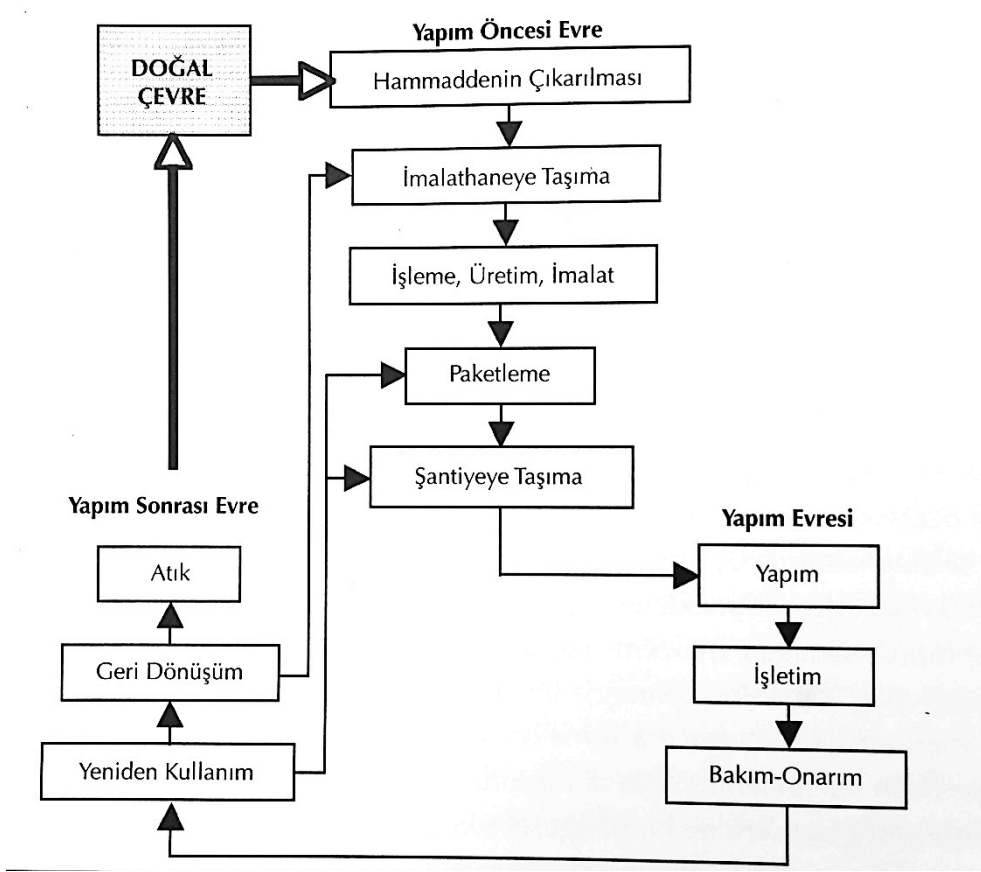 Yapım Öncesi Evre
DOĞAL
ÇEVRE
Hammaddenin Çıkarılması
İmalathaneye Taşıma
İşleme, Üretim, İmalat
Paketleme
Şantiyeye Taşıma
Yapım Sonrası Evre
Yapım Evresi
Atık
Yapım
Geri Dönüşüm
İşletim
Yeniden Kullanım
Bakım-Onarım